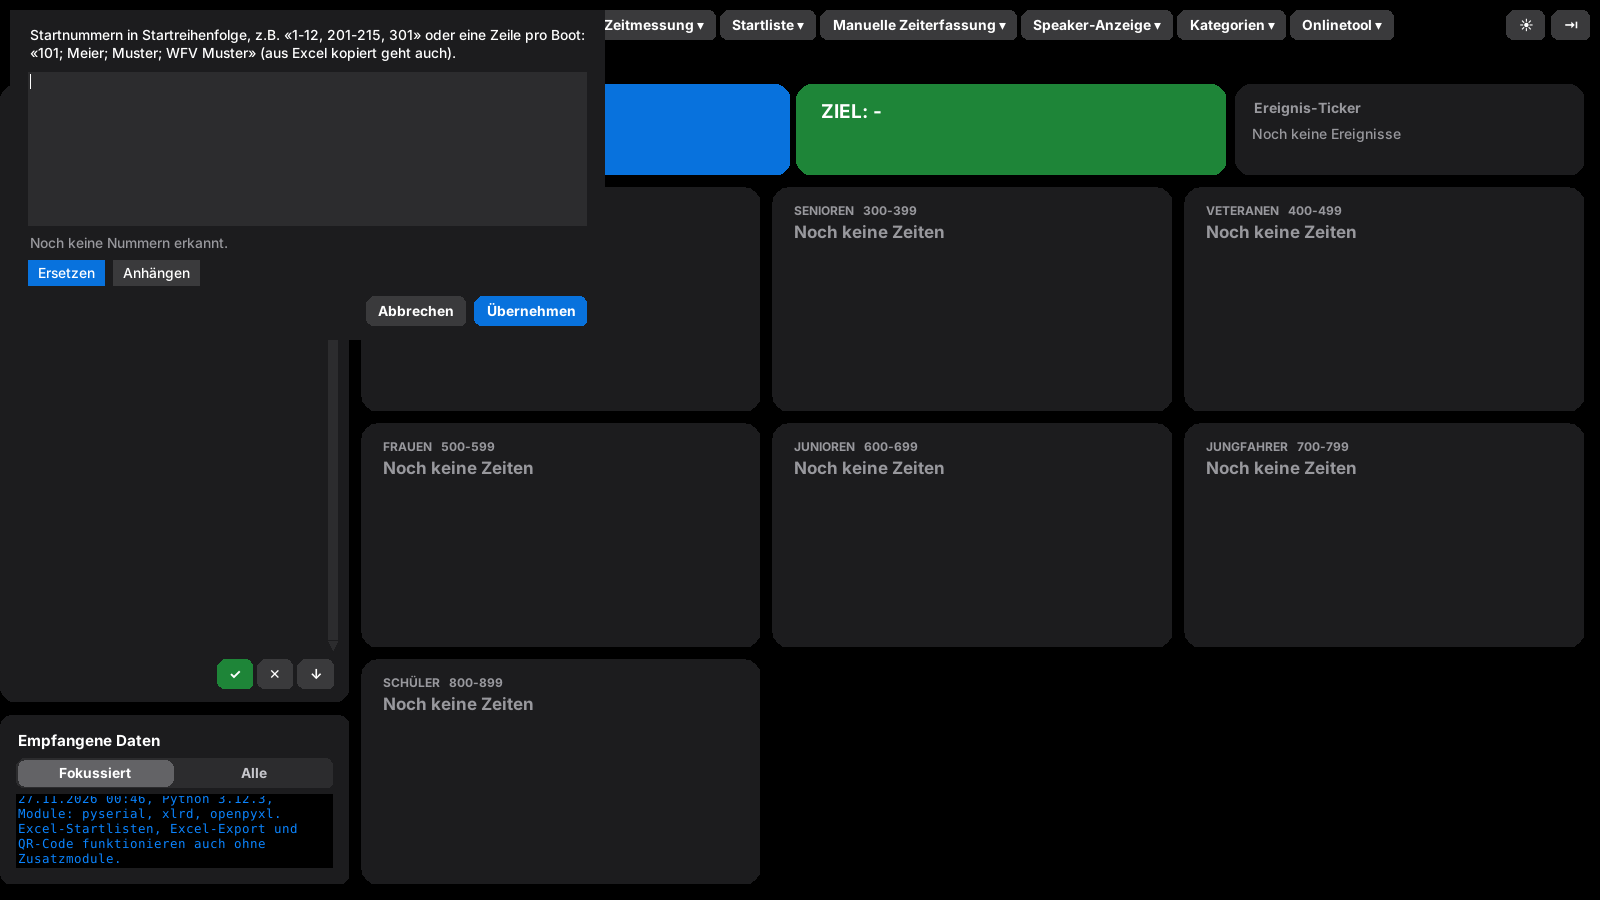 Zeitmessung ▾
Startliste ▾
Manuelle Zeiterfassung ▾
Speaker-Anzeige ▾
Kategorien ▾
Onlinetool ▾
Startnummern in Startreihenfolge, z.B. «1-12, 201-215, 301» oder eine Zeile pro Boot:
«101; Meier; Muster; WFV Muster» (aus Excel kopiert geht auch).
Noch keine Nummern erkannt.
Ersetzen
Anhängen
Abbrechen
Übernehmen
ZIEL: -
Ereignis-Ticker
Noch keine Ereignisse
SENIOREN 300-399
Noch keine Zeiten
VETERANEN 400-499
Noch keine Zeiten
FRAUEN 500-599
Noch keine Zeiten
JUNIOREN 600-699
Noch keine Zeiten
JUNGFAHRER 700-799
Noch keine Zeiten
SCHÜLER 800-899
Noch keine Zeiten
Empfangene Daten
Fokussiert
Alle
27.11.2026 00:46, Python 3.12.3,
Module: pyserial, xlrd, openpyxl.
Excel-Startlisten, Excel-Export und
QR-Code funktionieren auch ohne
Zusatzmodule.